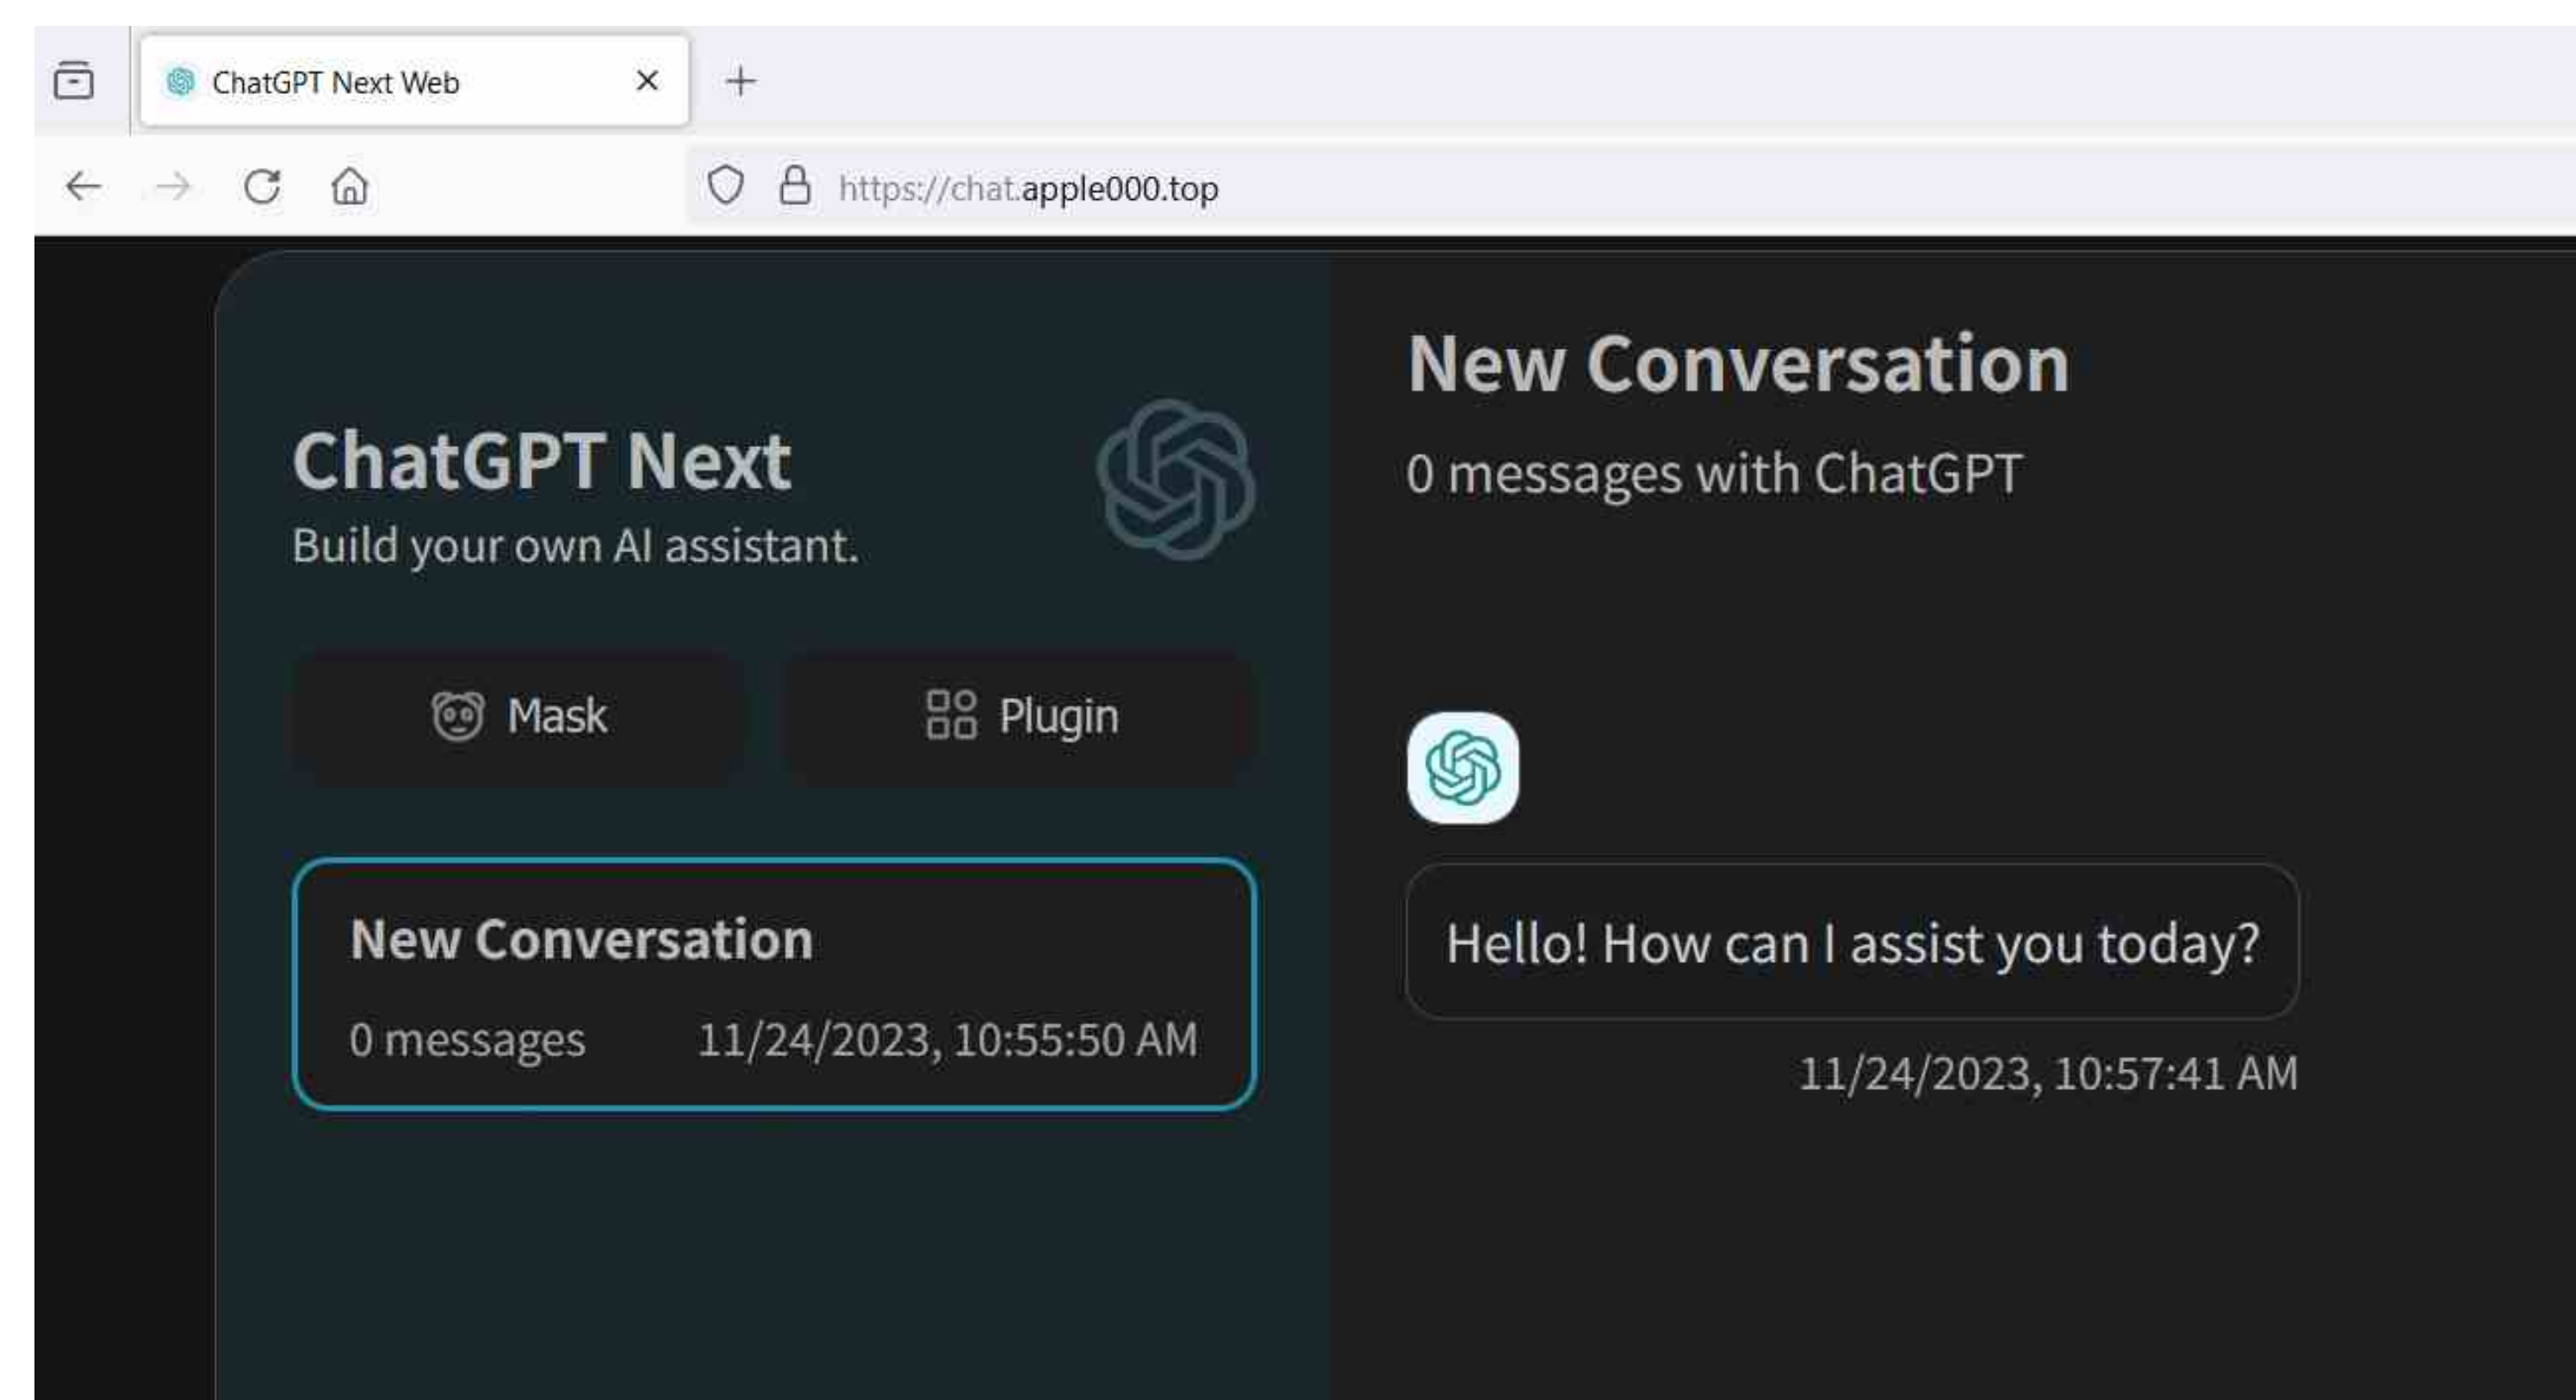 ChatGPT Next Web
https://chat.apple000.top
ChatGPT Next
Build your own AI assistant.
Mask
Plugin
New Conversation
0 messages 11/24/2023, 10:55:50 AM
New Conversation
0 messages with ChatGPT
Hello! How can I assist you today?
11/24/2023, 10:57:41 AM